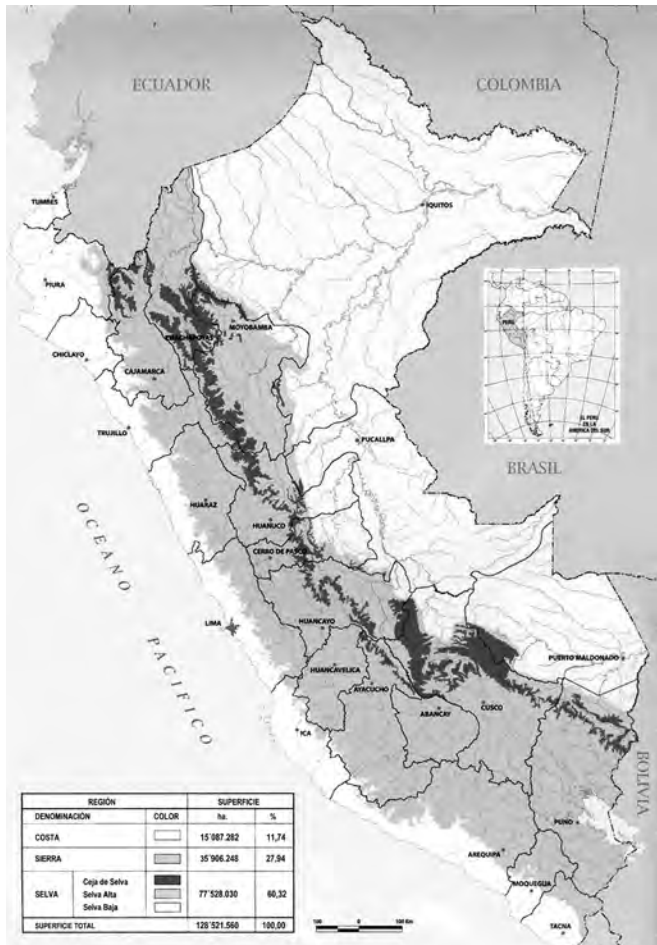 ECUADOR
COLOMBIA
TUMBES
IQUITOS
PIURA
MOYOBAMBA
CHACHAPOYAS
CHICLAYO
CAJAMARCA
PERÚ
EL PERU
EN LA
AMERICA DEL SUR
TRUJILLO
PUCALLPA
BRASIL
HUARAZ
HUANUCO
CERRO DE PASCO
OCEANO
PACIFICO
LIMA
HUANCAYO
PUERTO MALDONADO
HUANCAVELICA
AYACUCHO
ABANCAY
CUSCO
ICA
BOLIVIA
PUNO
AREQUIPA
MOQUEGUA
TACNA
100 0 100 Km
REGIÓN SUPERFICIE
DENOMINACIÓN COLOR ha. %
COSTA 15´087.282 11,74
SIERRA 35´906.248 27,94
SELVA Ceja de Selva
Selva Alta 77´528.030 60,32
Selva Baja
SUPERFICIE TOTAL 128´521.560 100,00